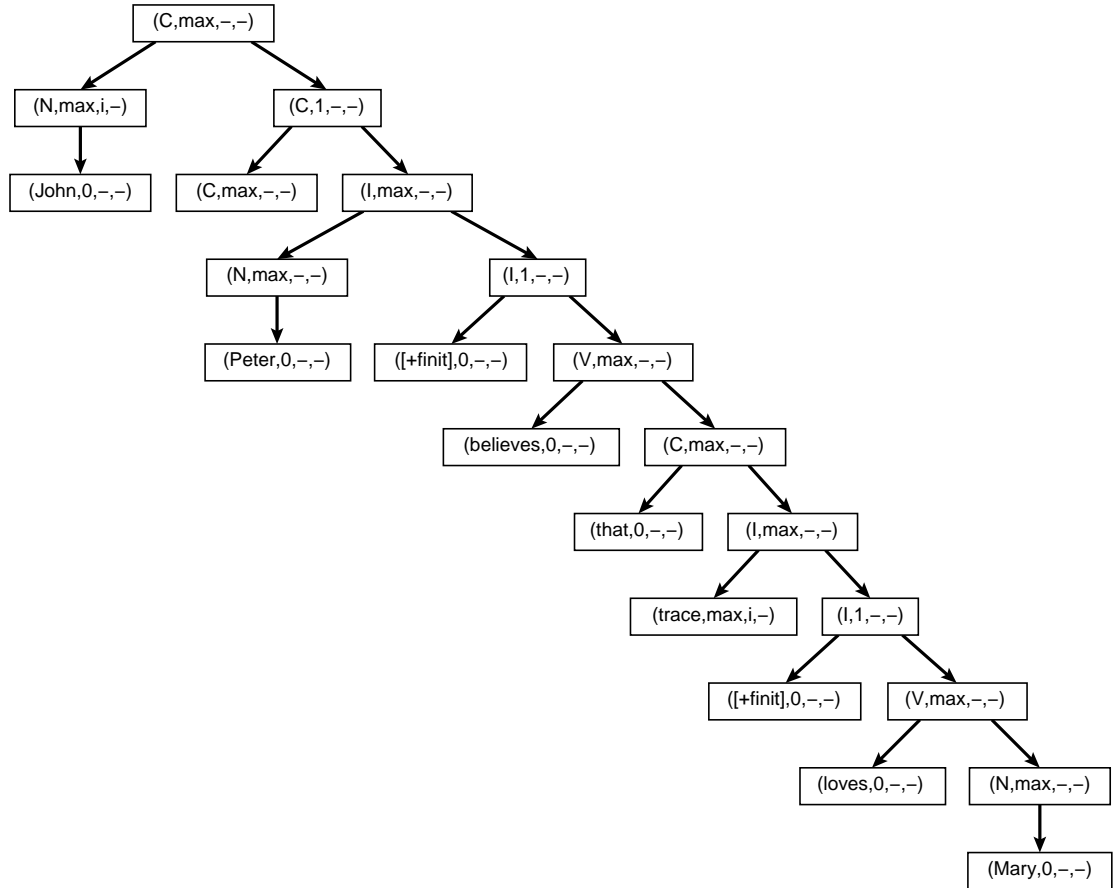 (C,max,–,–)
(N,max,i,–) (C,1,–,–)
(John,0,–,–) (C,max,–,–) (I,max,–,–)
(N,max,–,–) (I,1,–,–)
(Peter,0,–,–) ([+finit],0,–,–) (V,max,–,–)
(believes,0,–,–) (C,max,–,–)
(that,0,–,–) (I,max,–,–)
(trace,max,i,–) (I,1,–,–)
([+finit],0,–,–) (V,max,–,–)
(loves,0,–,–) (N,max,–,–)
(Mary,0,–,–)